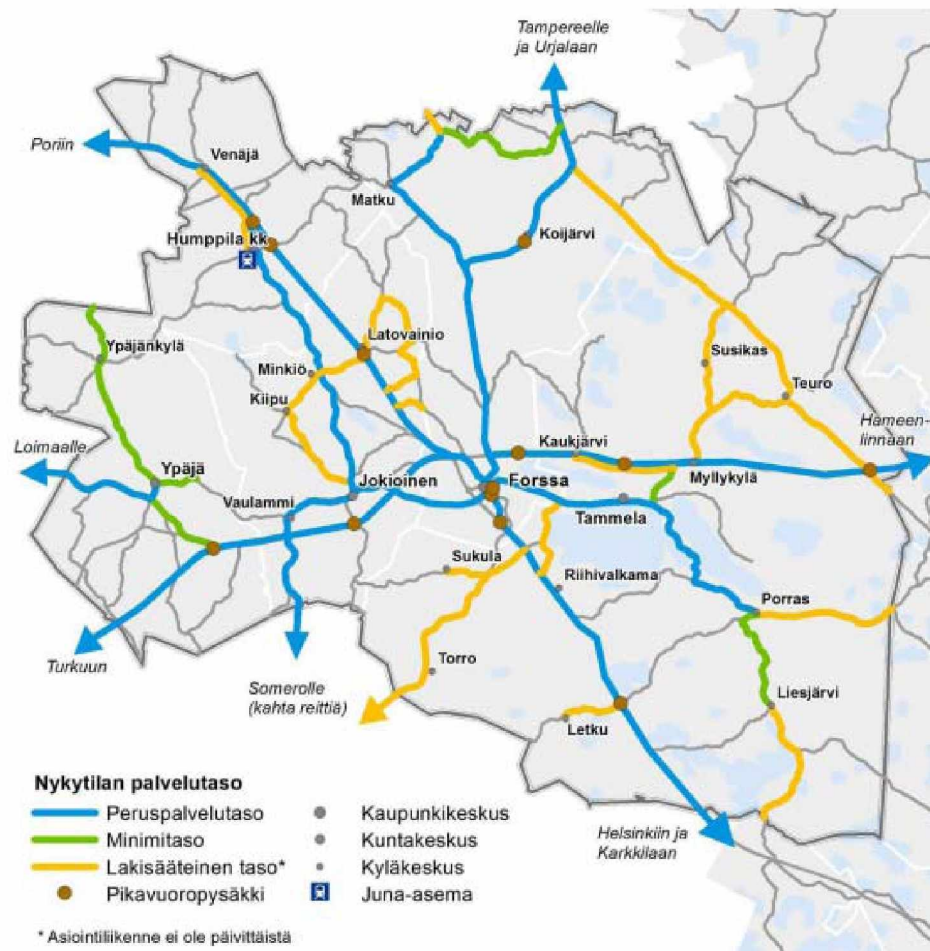 Tampereelle
ja Urjalaan
Poriin
Venäjä
Matku
Humppila kk
Koijärvi
Latovainio
Ypäjänkylä
Minkiö
Susikas
Kiipu
Teuro
Hämeen-
linnaan
Loimaalle
Kaukjärvi
Ypäjä
Jokioinen
Forssa
Myllykylä
Vaulammi
Tammela
Sukula
Riihivalkama
Porras
Turkuun
Torro
Somerolle
(kahta reittiä)
Liesjärvi
Letku
Helsinkiin ja
Karkkilaan
Nykytilan palvelutaso
Peruspalvelutaso
Minimitaso
Lakisääteinen taso*
Pikavuoropysäkki
Kaupunkikeskus
Kuntakeskus
Kyläkeskus
Juna-asema
* Asiointiliikenne ei ole päivittäistä